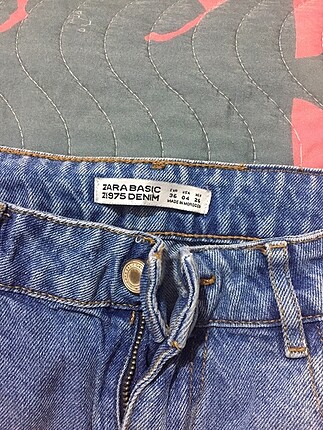 ZARA BASIC
Z1975 DENIM
EUR USA MEX
36 04 26
MADE IN MOROCCO